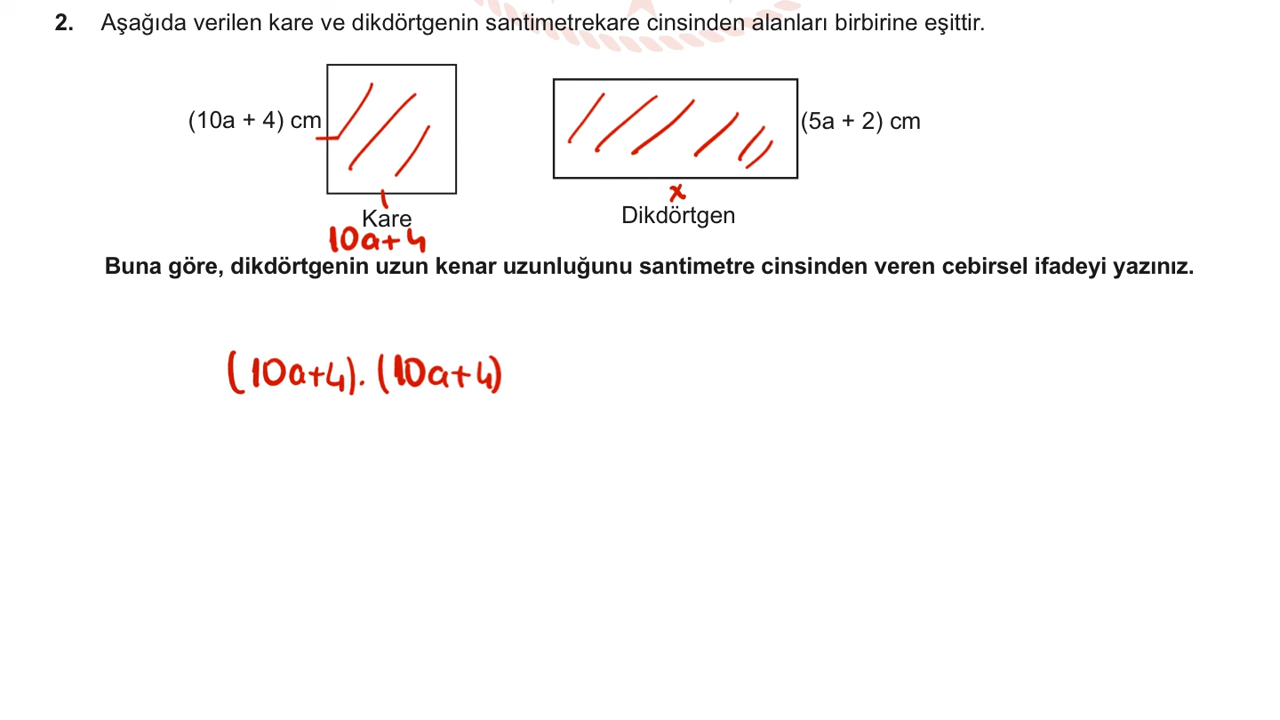 2. Aşağıda verilen kare ve dikdörtgenin santimetrekare cinsinden alanları birbirine eşittir.
(10a + 4) cm
(5a + 2) cm
x
Kare
Dikdörtgen
10a+4
Buna göre, dikdörtgenin uzun kenar uzunluğunu santimetre cinsinden veren cebirsel ifadeyi yazınız.
(10a+4).(10a+4)